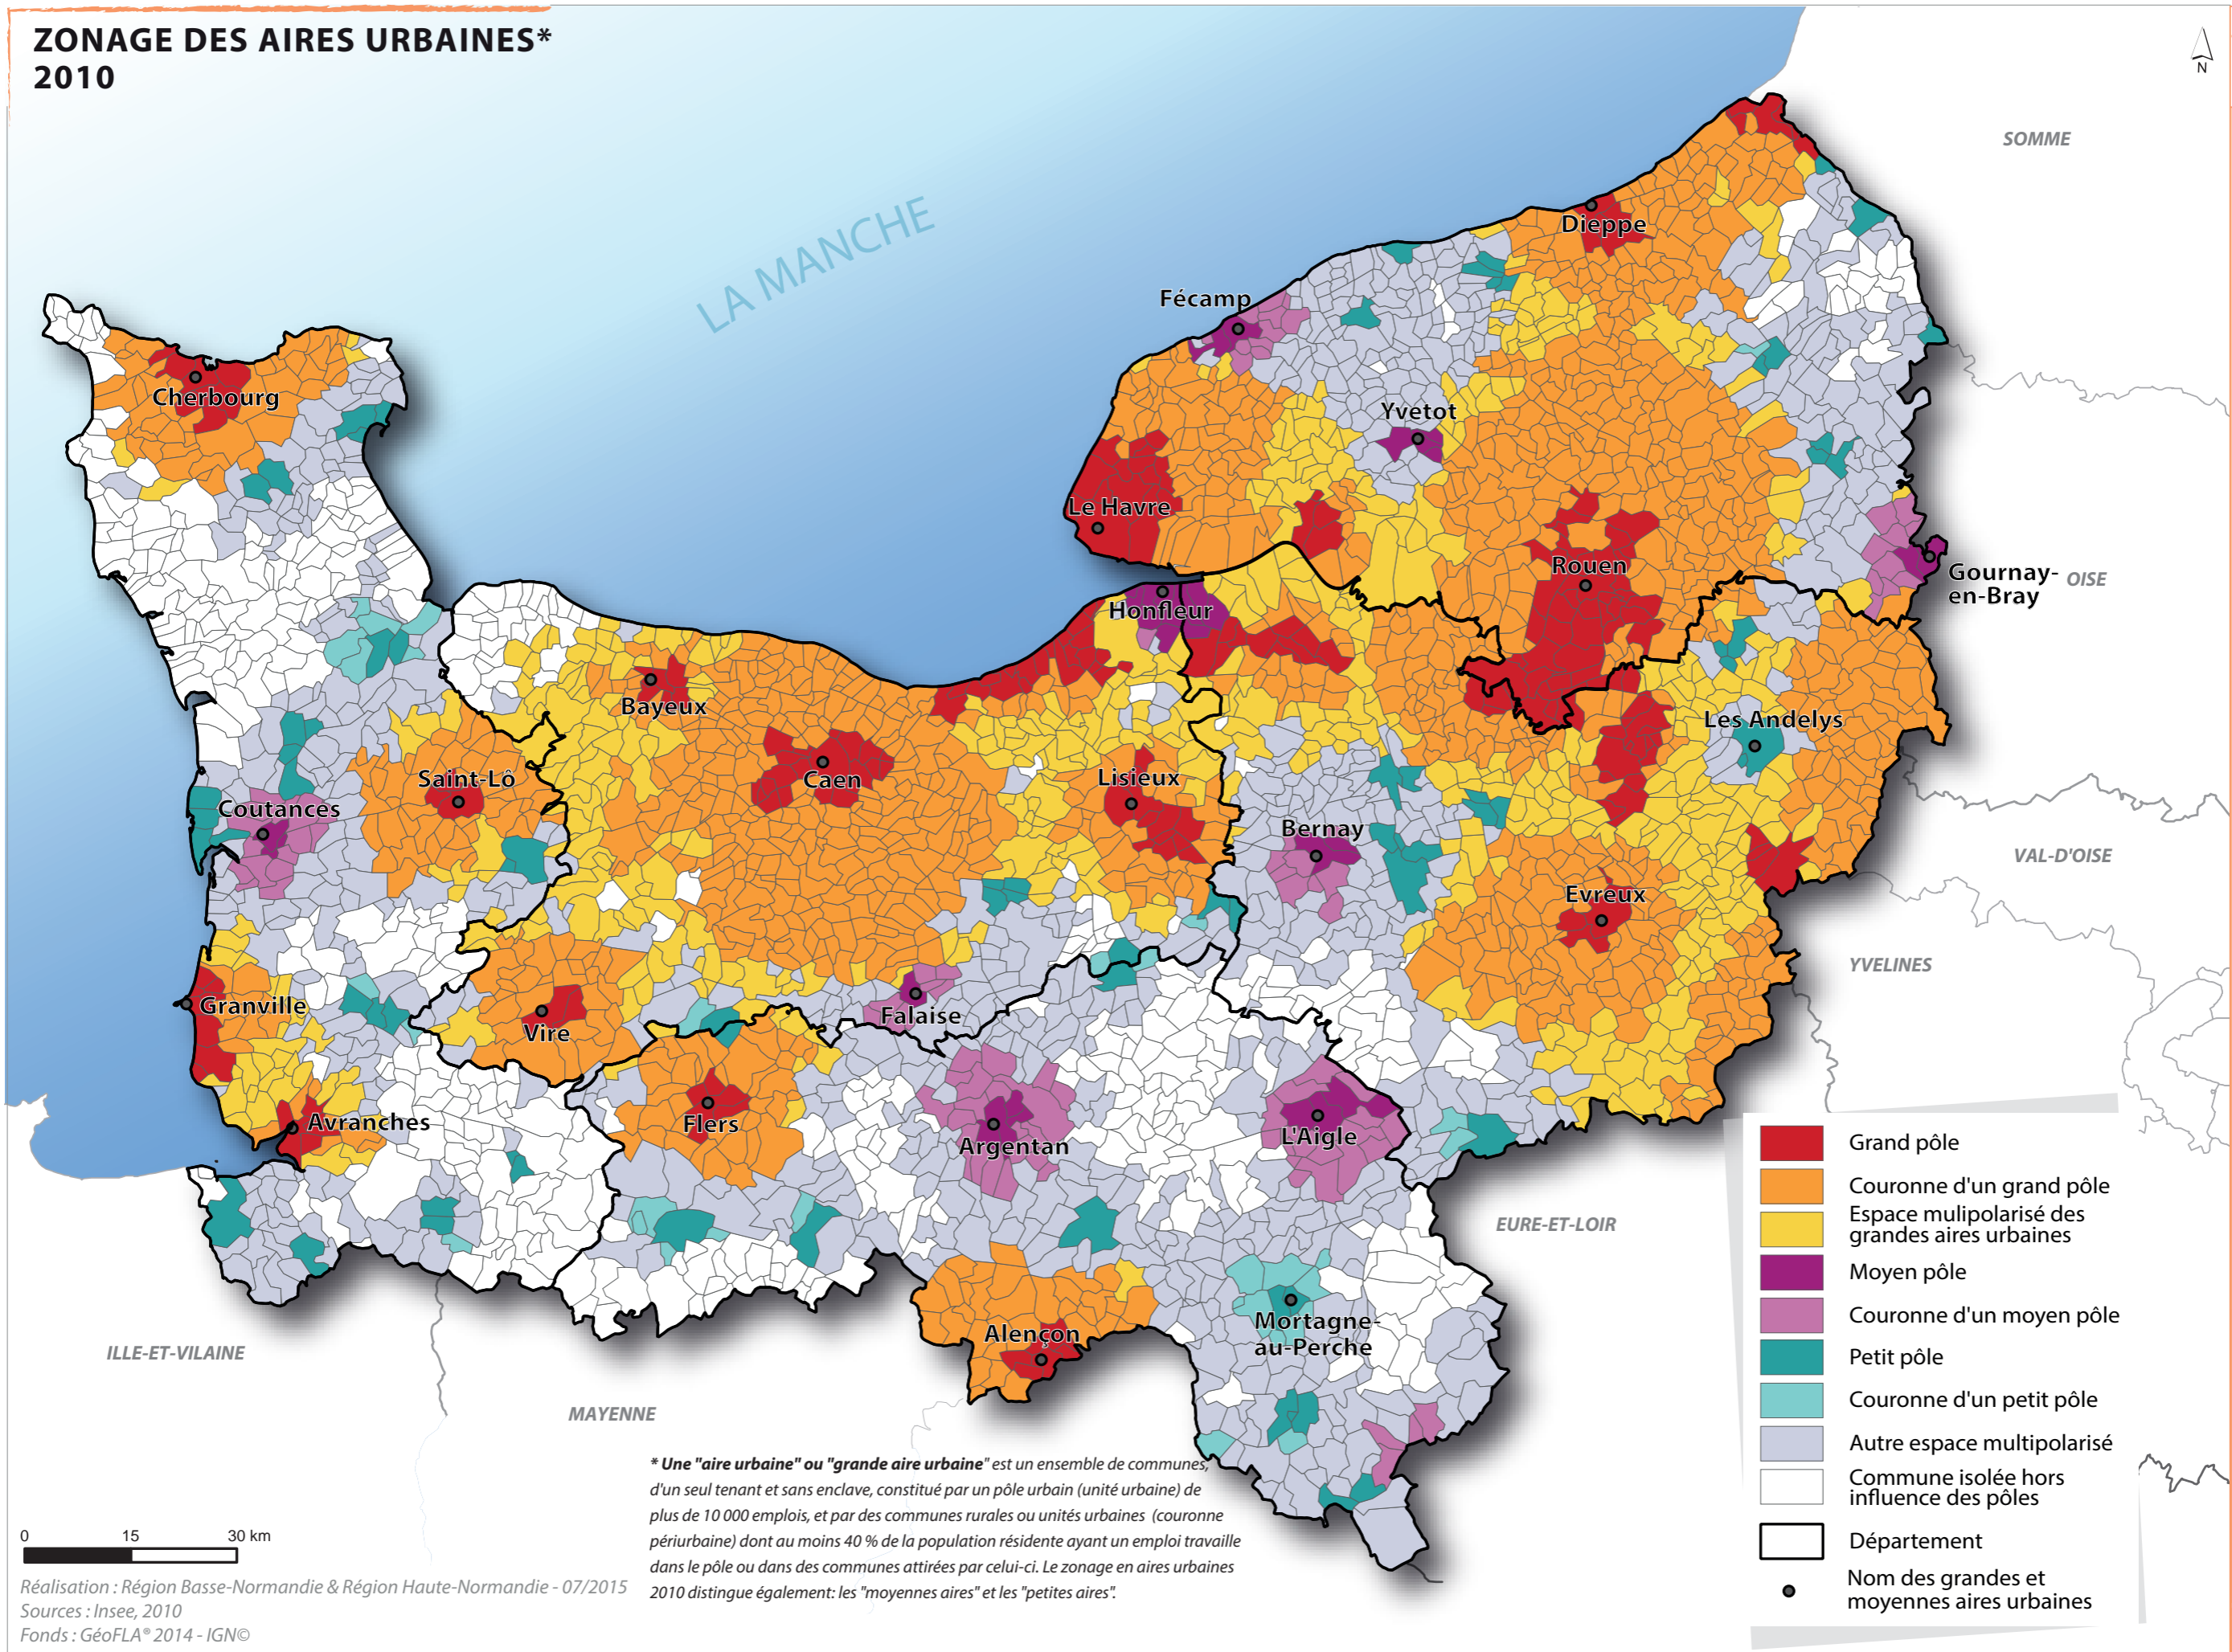 ZONAGE DES AIRES URBAINES*
2010
N
SOMME
LA MANCHE
Dieppe
Fécamp
Cherbourg
Yvetot
Le Havre
Rouen
Gournay-
en-Bray
OISE
Honfleur
Bayeux
Les Andelys
Caen
Lisieux
Saint-Lô
Coutances
Bernay
VAL-D'OISE
Evreux
YVELINES
Granville
Falaise
Vire
Avranches
Flers
Argentan
L'Aigle
EURE-ET-LOIR
Mortagne-
au-Perche
Alençon
ILLE-ET-VILAINE
MAYENNE
Grand pôle
Couronne d'un grand pôle
Espace mulipolarisé des
grandes aires urbaines
Moyen pôle
Couronne d'un moyen pôle
Petit pôle
Couronne d'un petit pôle
Autre espace multipolarisé
Commune isolée hors
influence des pôles
Département
Nom des grandes et
moyennes aires urbaines
* Une "aire urbaine" ou "grande aire urbaine" est un ensemble de communes,
d'un seul tenant et sans enclave, constitué par un pôle urbain (unité urbaine) de
plus de 10 000 emplois, et par des communes rurales ou unités urbaines (couronne
périurbaine) dont au moins 40 % de la population résidente ayant un emploi travaille
dans le pôle ou dans des communes attirées par celui-ci. Le zonage en aires urbaines
2010 distingue également: les "moyennes aires" et les "petites aires".
0 15 30 km
Réalisation : Région Basse-Normandie & Région Haute-Normandie - 07/2015
Sources : Insee, 2010
Fonds : GéoFLA® 2014 - IGN©